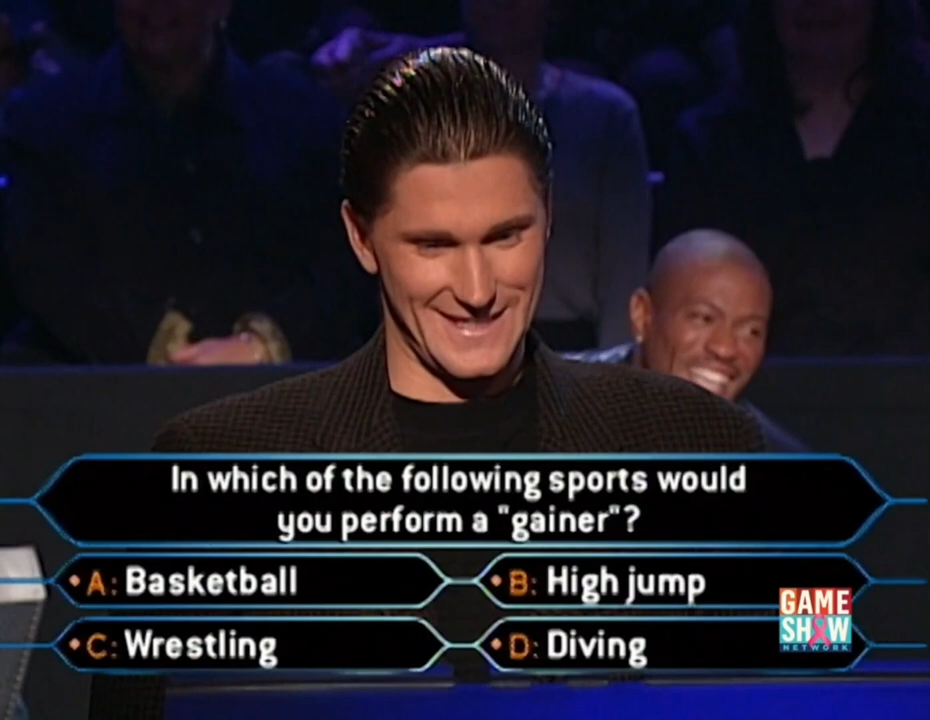 In which of the following sports would
you perform a "gainer"?
A: Basketball
B: High jump
C: Wrestling
D: Diving
GAME
SHOW
NETWORK